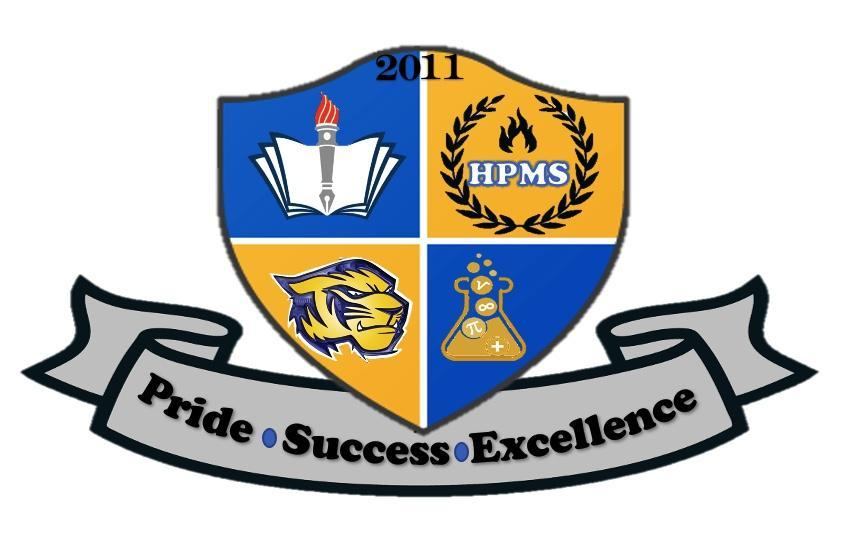 2011
HPMS
√
∞
π
+
Pride • Success • Excellence